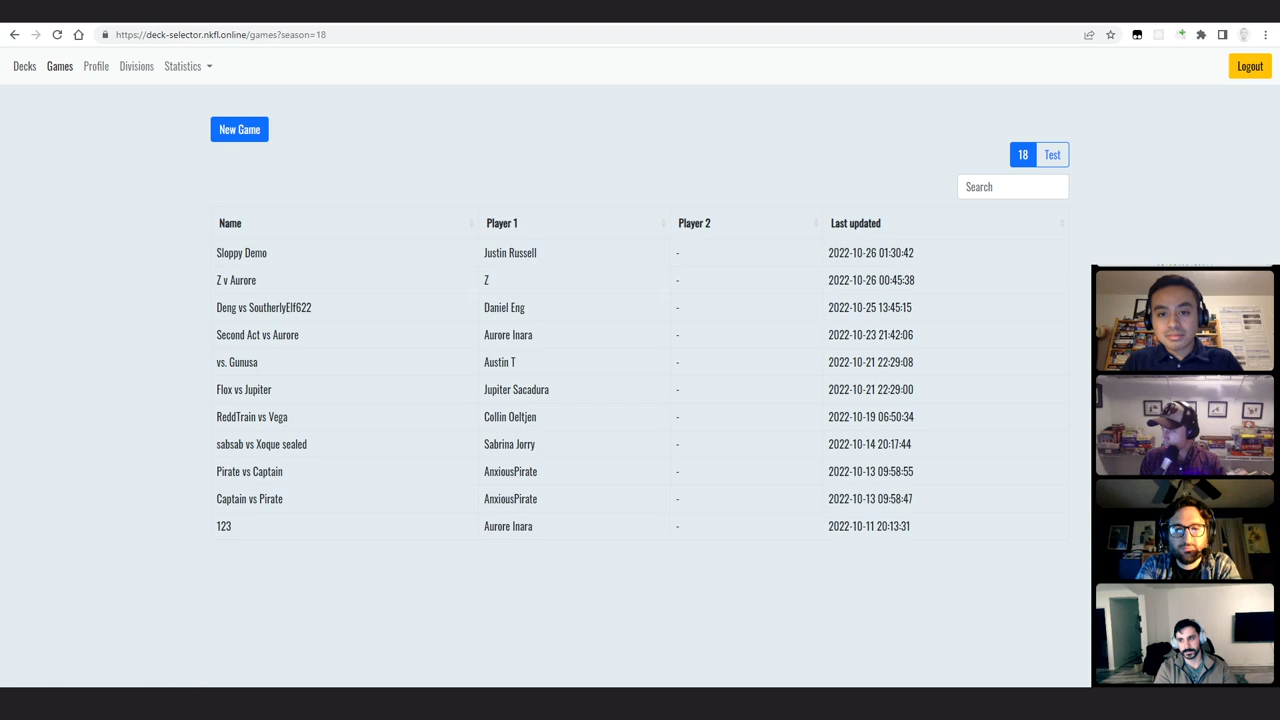 https://deck-selector.nkfl.online/games?season=18
Decks Games Profile Divisions Statistics Logout
New Game
18 Test
Search
Name Player 1 Player 2 Last updated
Sloppy Demo Justin Russell - 2022-10-26 01:30:42
Z v Aurore Z - 2022-10-26 00:45:38
Deng vs SoutherlyElf622 Daniel Eng - 2022-10-25 13:45:15
Second Act vs Aurore Aurore Inara - 2022-10-23 21:42:06
vs. Gunusa Austin T - 2022-10-21 22:29:08
Flox vs Jupiter Jupiter Sacadura - 2022-10-21 22:29:00
ReddTrain vs Vega Collin Oeltjen - 2022-10-19 06:50:34
sabsab vs Xoque sealed Sabrina Jorry - 2022-10-14 20:17:44
Pirate vs Captain AnxiousPirate - 2022-10-13 09:58:55
Captain vs Pirate AnxiousPirate - 2022-10-13 09:58:47
123 Aurore Inara - 2022-10-11 20:13:31